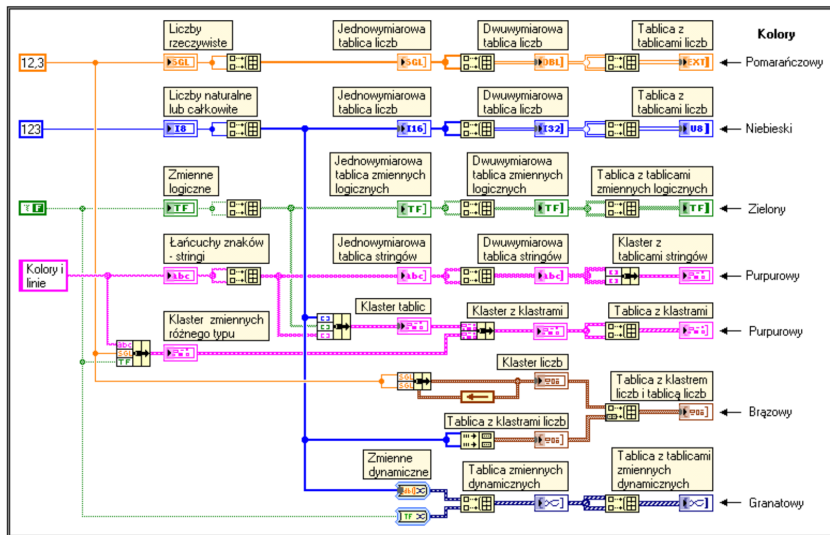 Liczby
rzeczywiste
Jednowymiarowa
tablica liczb
Dwuwymiarowa
tablica liczb
Tablica z
tablicami liczb
Kolory
12,3
SGL
SGL
DBL
EXT
Pomarańczowy
Liczby naturalne
lub całkowite
Jednowymiarowa
tablica liczb
Dwuwymiarowa
tablica liczb
Tablica z
tablicami liczb
123
I8
I16
I32
U8
Niebieski
Zmienne
logiczne
Jednowymiarowa
tablica zmiennych
logicznych
Dwuwymiarowa
tablica zmiennych
logicznych
Tablica z tablicami
zmiennych logicznych
TF
TF
TF
TF
Zielony
Łańcuchy znaków
- stringi
Jednowymiarowa
tablica stringów
Dwuwymiarowa
tablica stringów
Klaster z
tablicami stringów
Kolory i
linie
abc
abc
abc
Purpurowy
Klaster zmiennych
różnego typu
Klaster tablic
Klaster z klastrami
Tablica z klastrami
abc
SGL
TF
Purpurowy
Klaster liczb
SGL
SGL
Tablica z klastrem
liczb i tablicą liczb
Tablica z klastrami liczb
Brązowy
Zmienne
dynamiczne
Tablica zmiennych
dynamicznych
Tablica z tablicami
zmiennych
dynamicznych
TF
Granatowy